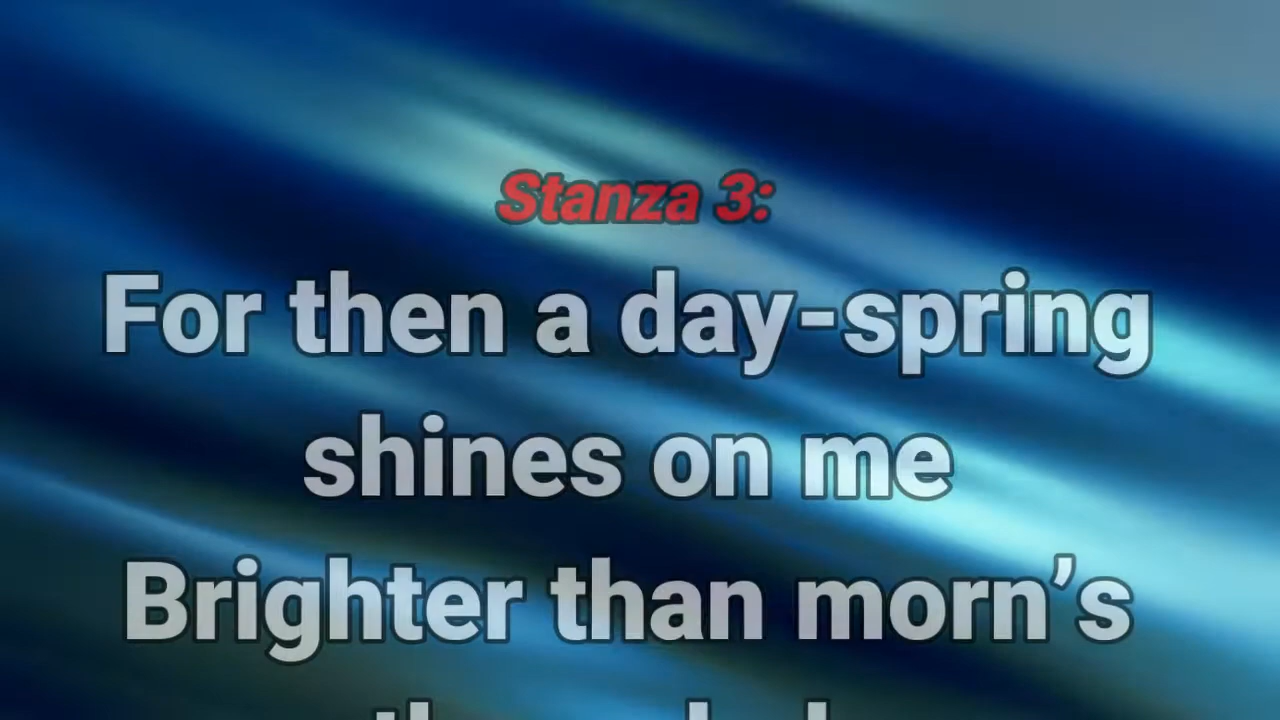 Stanza 3:
For then a day-spring
shines on me
Brighter than morn’s